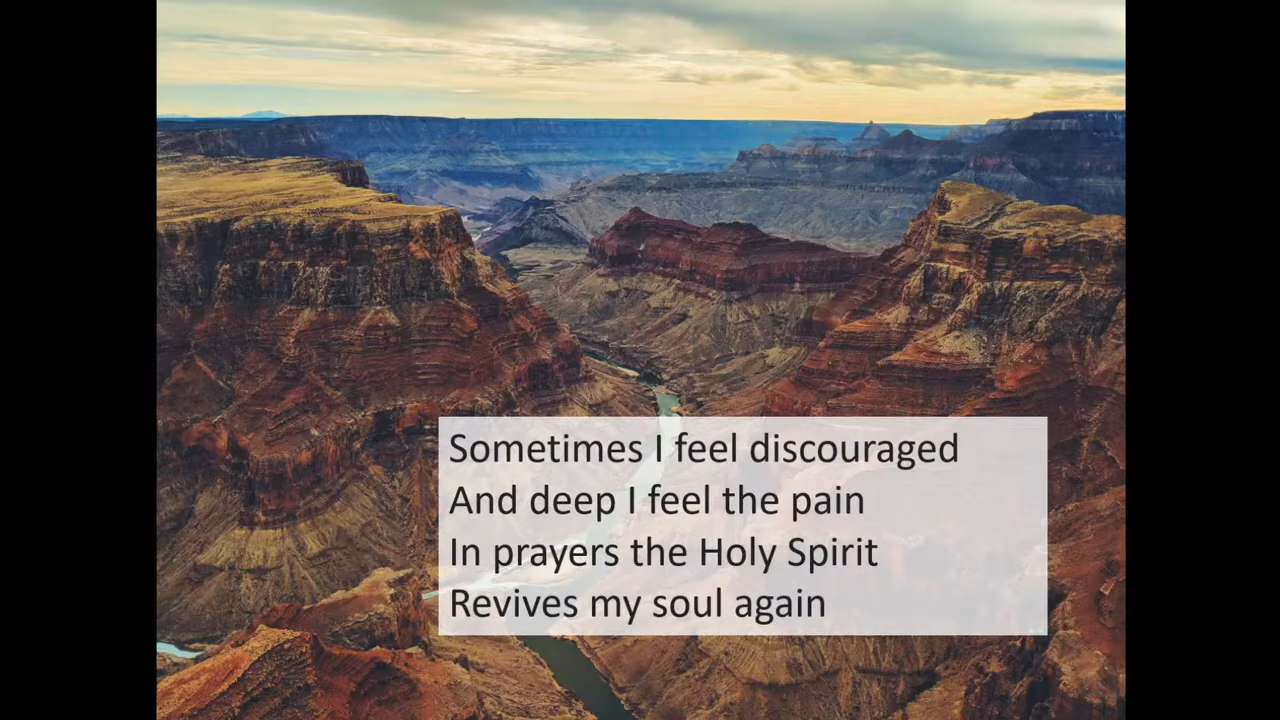 Sometimes I feel discouraged
And deep I feel the pain
In prayers the Holy Spirit
Revives my soul again